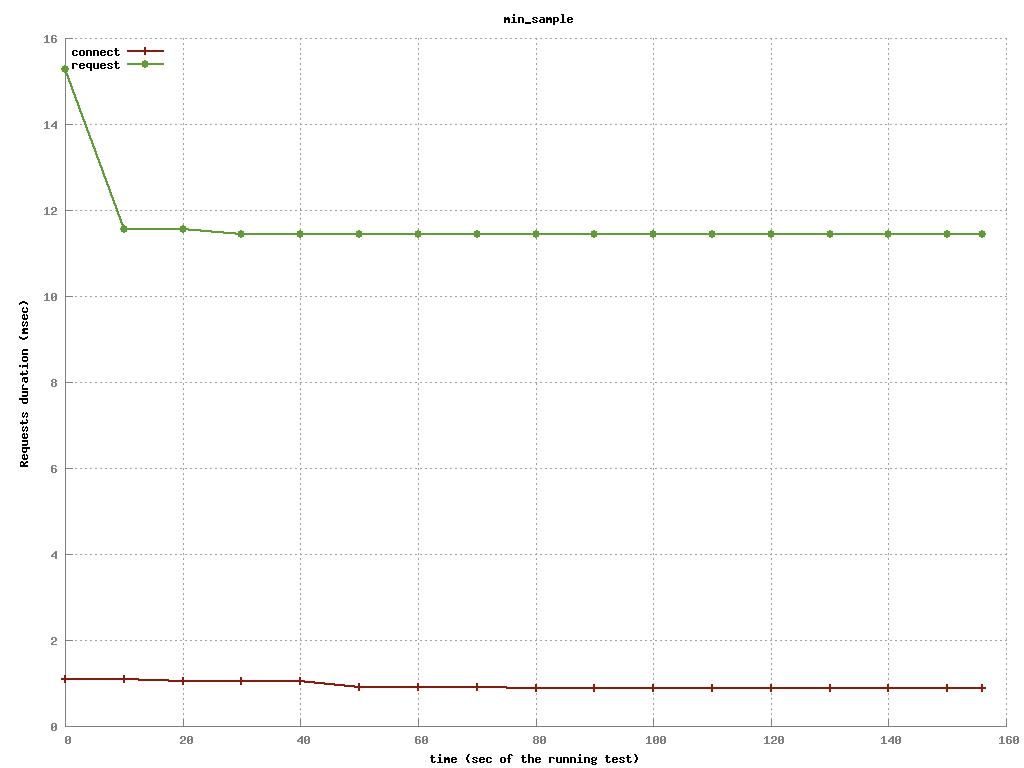 min_sample
connect
request
16
14
12
10
8
6
4
2
0
Requests duration (msec)
0 20 40 60 80 100 120 140 160
time (sec of the running test)